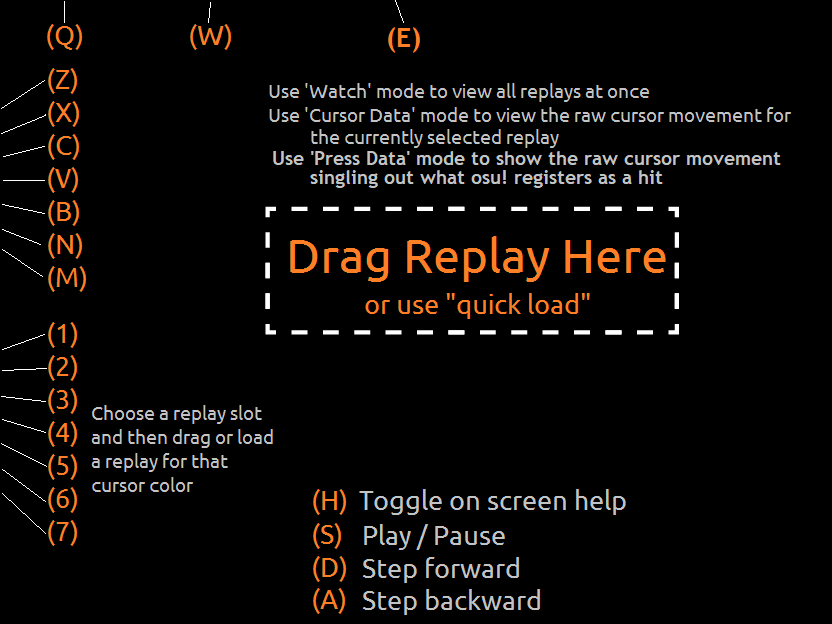 (Q) (W) (E)
(Z)
(X)
(C)
(V)
(B)
(N)
(M)
Use 'Watch' mode to view all replays at once
Use 'Cursor Data' mode to view the raw cursor movement for
the currently selected replay
Use 'Press Data' mode to show the raw cursor movement
singling out what osu! registers as a hit
Drag Replay Here
or use "quick load"
(1)
(2)
(3)
(4)
(5)
(6)
(7)
Choose a replay slot
and then drag or load
a replay for that
cursor color
(H) Toggle on screen help
(S) Play / Pause
(D) Step forward
(A) Step backward